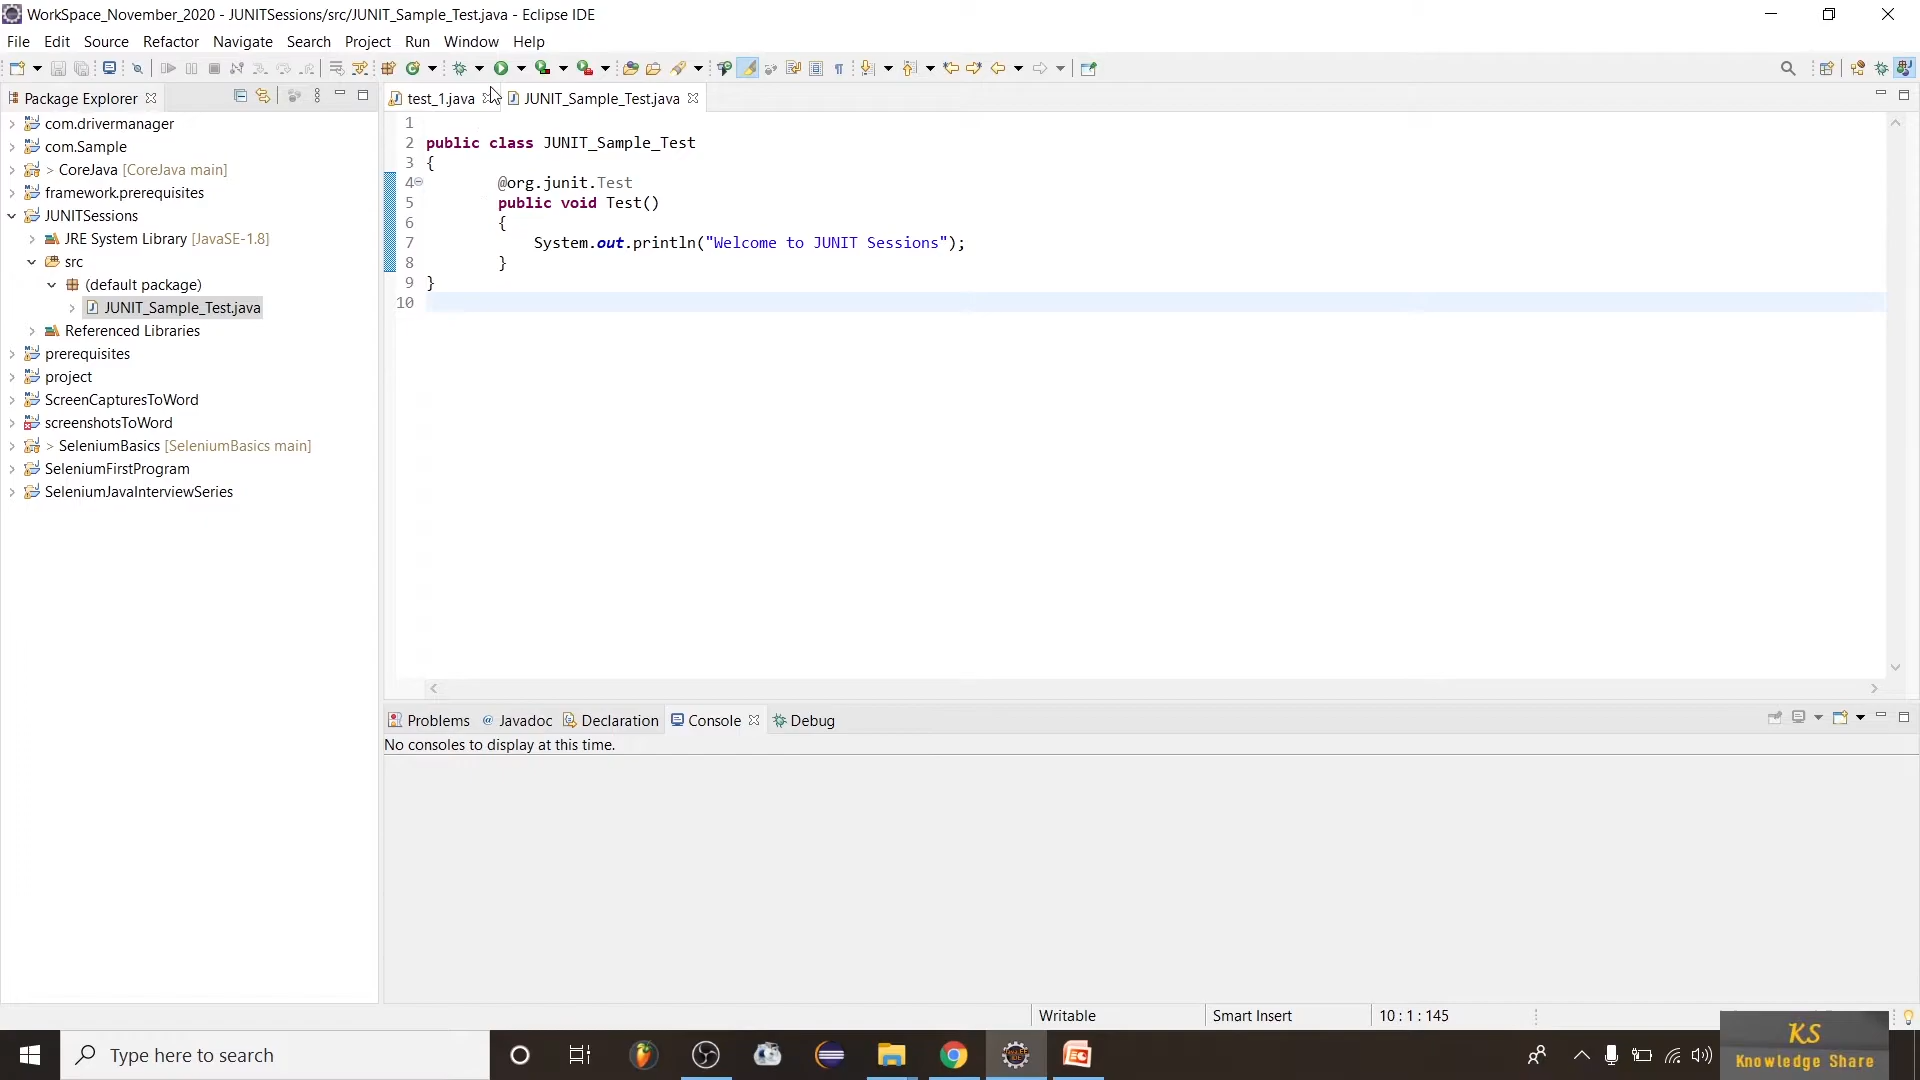 WorkSpace_November_2020 - JUNITSessions/src/JUNIT_Sample_Test.java - Eclipse IDE
File Edit Source Refactor Navigate Search Project Run Window Help
Package Explorer
com.drivermanager
com.Sample
> CoreJava [CoreJava main]
framework.prerequisites
JUNITSessions
JRE System Library [JavaSE-1.8]
src
(default package)
JUNIT_Sample_Test.java
Referenced Libraries
prerequisites
project
ScreenCapturesToWord
screenshotsToWord
> SeleniumBasics [SeleniumBasics main]
SeleniumFirstProgram
SeleniumJavaInterviewSeries
test_1.java JUNIT_Sample_Test.java
1
2 public class JUNIT_Sample_Test
3 {
4 @org.junit.Test
5 public void Test()
6 {
7 System.out.println("Welcome to JUNIT Sessions");
8 }
9 }
10
Problems Javadoc Declaration Console Debug
No consoles to display at this time.
Writable Smart Insert 10 : 1 : 145
Type here to search
KS
Knowledge Share